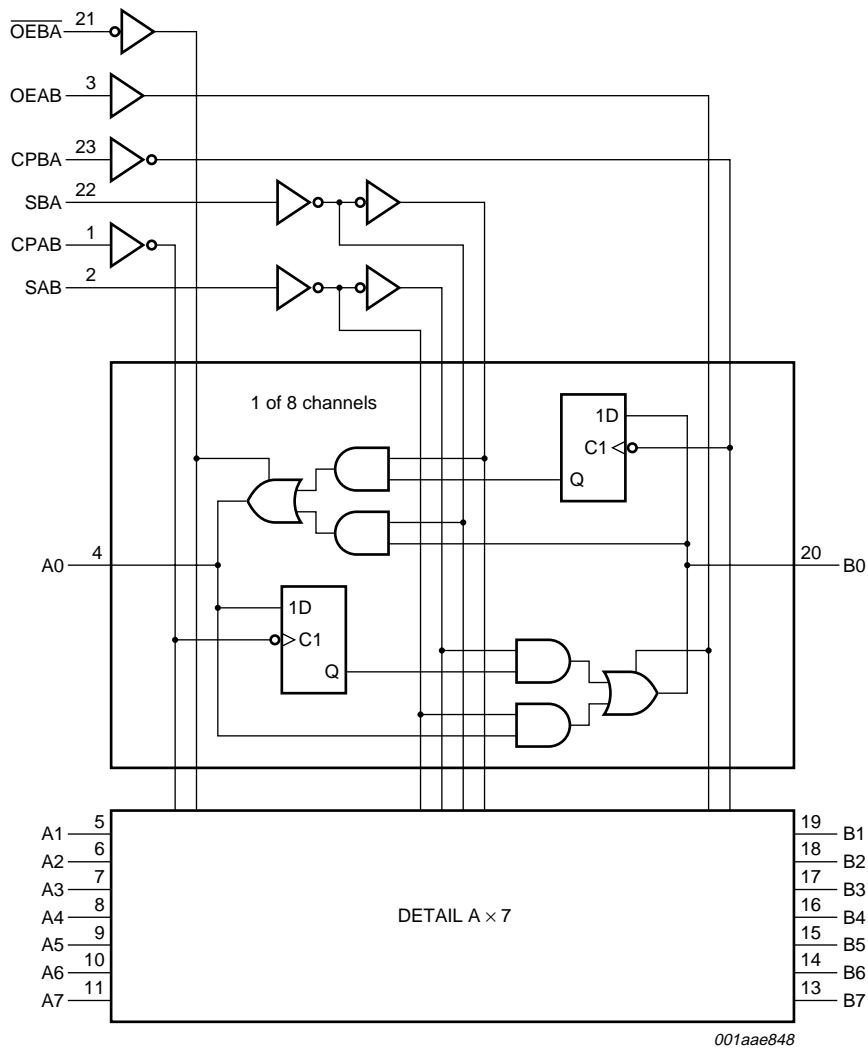 OEBA 21
OEAB 3
CPBA 23
SBA 22
CPAB 1
SAB 2
1 of 8 channels
1D
C1
Q
A0 4
20 B0
1D
C1
Q
A1 5
A2 6
A3 7
A4 8
A5 9
A6 10
A7 11
DETAIL A × 7
19 B1
18 B2
17 B3
16 B4
15 B5
14 B6
13 B7
001aae848